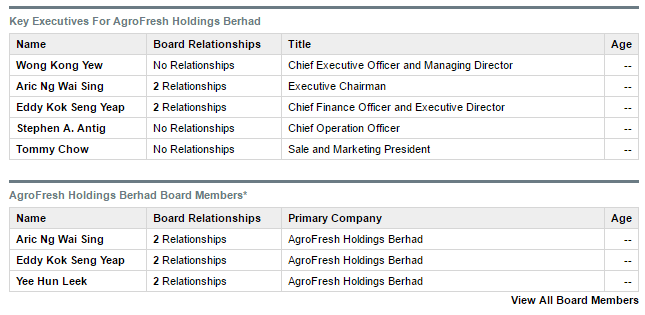 Key Executives For AgroFresh Holdings Berhad
Name Board Relationships Title Age
Wong Kong Yew No Relationships Chief Executive Officer and Managing Director --
Aric Ng Wai Sing 2 Relationships Executive Chairman --
Eddy Kok Seng Yeap 2 Relationships Chief Finance Officer and Executive Director --
Stephen A. Antig No Relationships Chief Operation Officer --
Tommy Chow No Relationships Sale and Marketing President --
AgroFresh Holdings Berhad Board Members*
Name Board Relationships Primary Company Age
Aric Ng Wai Sing 2 Relationships AgroFresh Holdings Berhad --
Eddy Kok Seng Yeap 2 Relationships AgroFresh Holdings Berhad --
Yee Hun Leek 2 Relationships AgroFresh Holdings Berhad --
View All Board Members